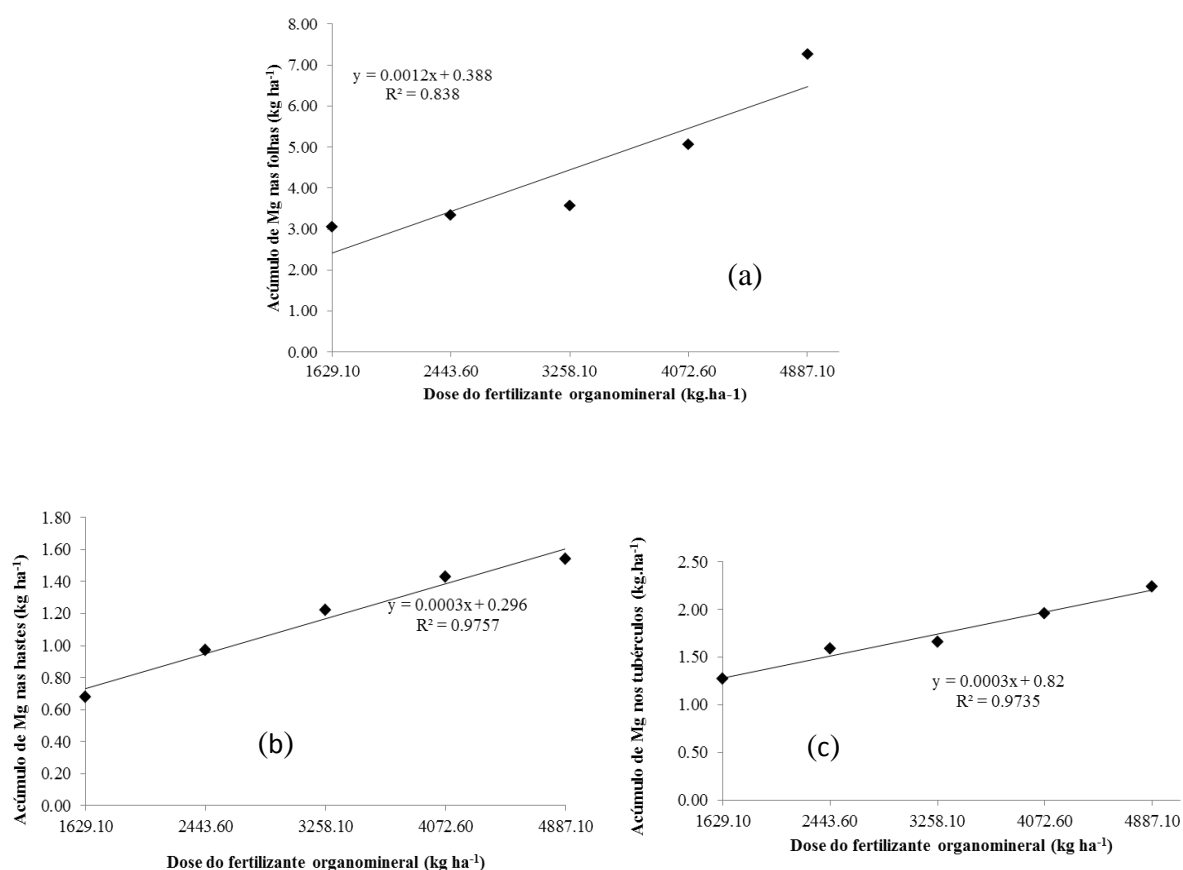 Acúmulo de Mg nas folhas (kg ha-1)
8.00
7.00
6.00
5.00
4.00
3.00
2.00
1.00
0.00
y = 0.0012x + 0.388
R² = 0.838
(a)
1629.10 2443.60 3258.10 4072.60 4887.10
Dose do fertilizante organomineral (kg.ha-1)
Acúmulo de Mg nas hastes (kg ha-1)
1.80
1.60
1.40
1.20
1.00
0.80
0.60
0.40
0.20
0.00
y = 0.0003x + 0.296
R² = 0.9757
(b)
1629.10 2443.60 3258.10 4072.60 4887.10
Dose do fertilizante organomineral (kg ha-1)
Acúmulo de Mg nos tubérculos (kg.ha-1)
2.50
2.00
1.50
1.00
0.50
0.00
y = 0.0003x + 0.82
R² = 0.9735
(c)
1629.10 2443.60 3258.10 4072.60 4887.10
Dose do fertilizante organomineral (kg ha-1)